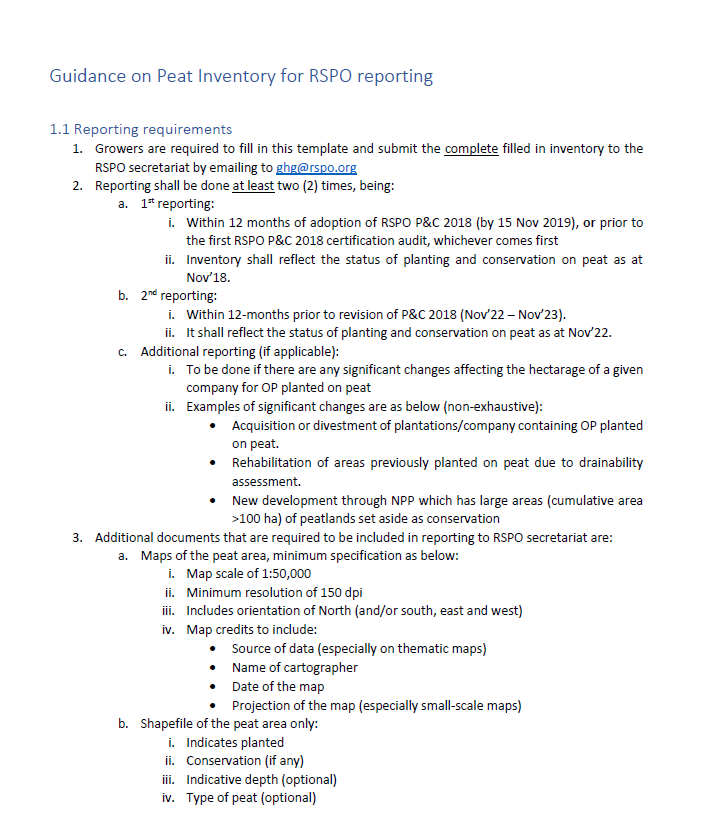 Guidance on Peat Inventory for RSPO reporting
1.1 Reporting requirements
1. Growers are required to fill in this template and submit the complete filled in inventory to the
RSPO secretariat by emailing to ghg@rspo.org
2. Reporting shall be done at least two (2) times, being:
a. 1st reporting:
i. Within 12 months of adoption of RSPO P&C 2018 (by 15 Nov 2019), or prior to
the first RSPO P&C 2018 certification audit, whichever comes first
ii. Inventory shall reflect the status of planting and conservation on peat as at
Nov'18.
b. 2nd reporting:
i. Within 12-months prior to revision of P&C 2018 (Nov'22 – Nov'23).
ii. It shall reflect the status of planting and conservation on peat as at Nov'22.
c. Additional reporting (if applicable):
i. To be done if there are any significant changes affecting the hectarage of a given
company for OP planted on peat
ii. Examples of significant changes are as below (non-exhaustive):
• Acquisition or divestment of plantations/company containing OP planted
on peat.
• Rehabilitation of areas previously planted on peat due to drainability
assessment.
• New development through NPP which has large areas (cumulative area
>100 ha) of peatlands set aside as conservation
3. Additional documents that are required to be included in reporting to RSPO secretariat are:
a. Maps of the peat area, minimum specification as below:
i. Map scale of 1:50,000
ii. Minimum resolution of 150 dpi
iii. Includes orientation of North (and/or south, east and west)
iv. Map credits to include:
• Source of data (especially on thematic maps)
• Name of cartographer
• Date of the map
• Projection of the map (especially small-scale maps)
b. Shapefile of the peat area only:
i. Indicates planted
ii. Conservation (if any)
iii. Indicative depth (optional)
iv. Type of peat (optional)